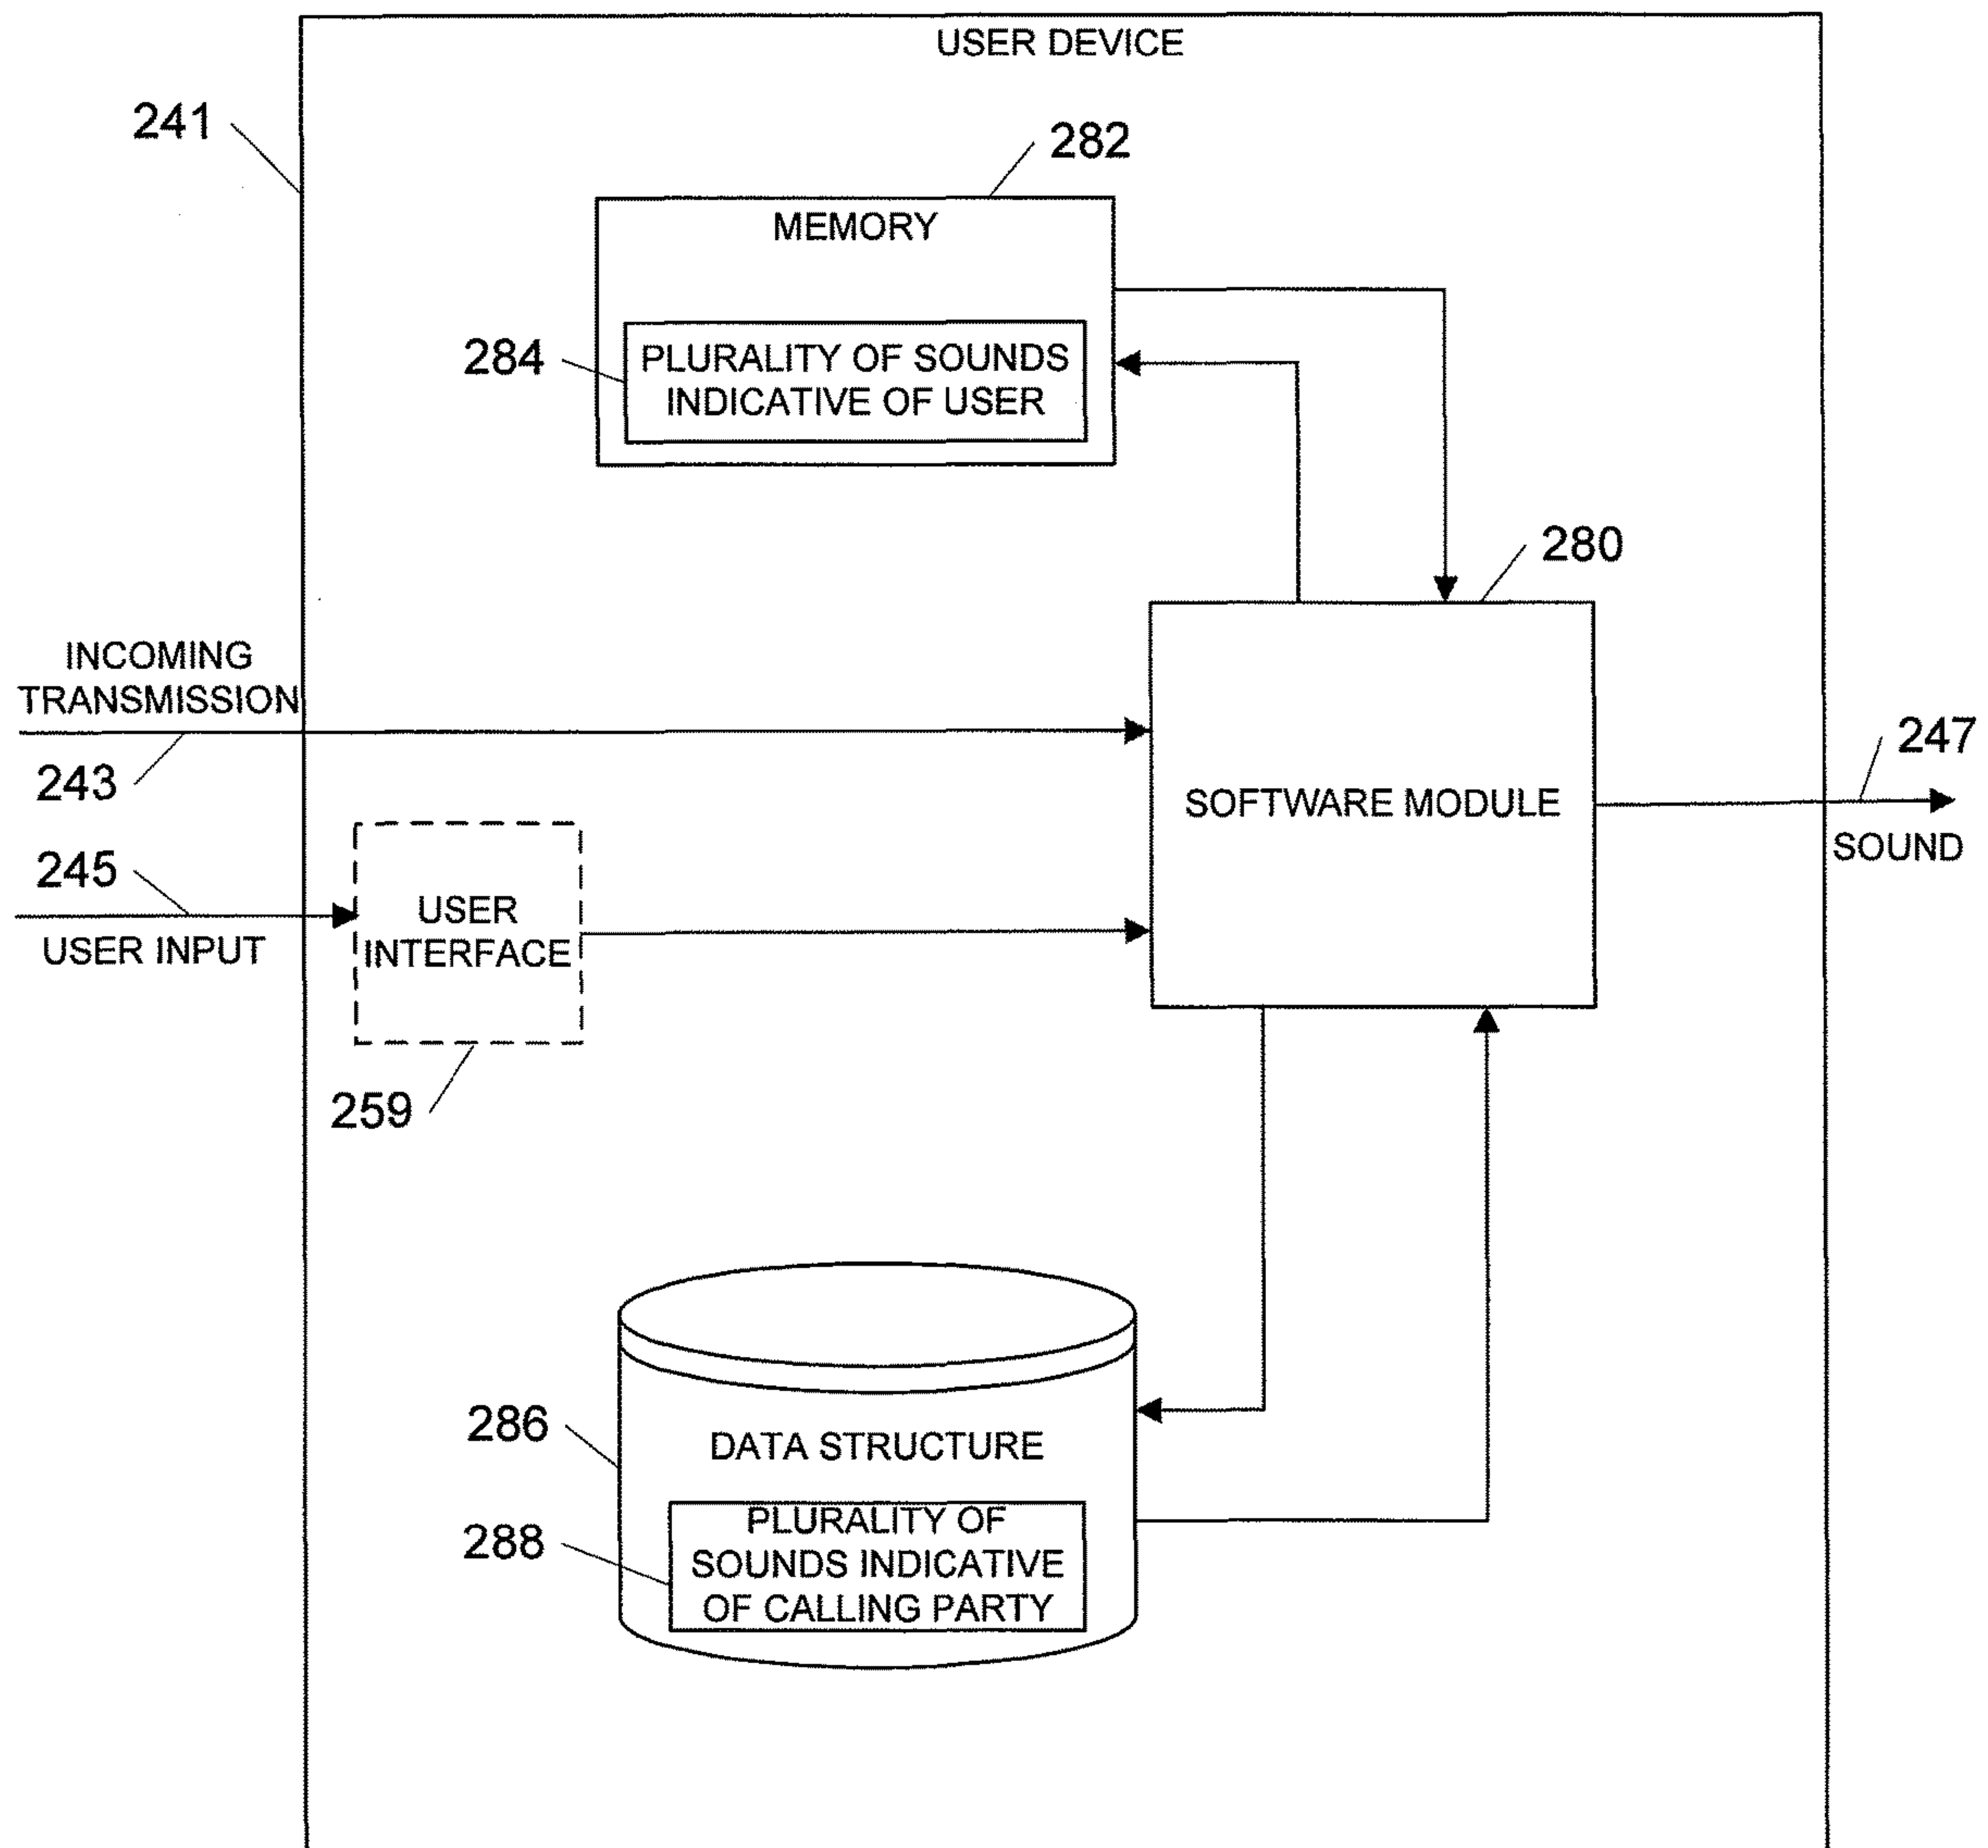 USER DEVICE
241
282
MEMORY
284
PLURALITY OF SOUNDS
INDICATIVE OF USER
280
INCOMING
TRANSMISSION
243
SOFTWARE MODULE
247
SOUND
245
USER INPUT
USER
INTERFACE
259
286
DATA STRUCTURE
288
PLURALITY OF
SOUNDS INDICATIVE
OF CALLING PARTY